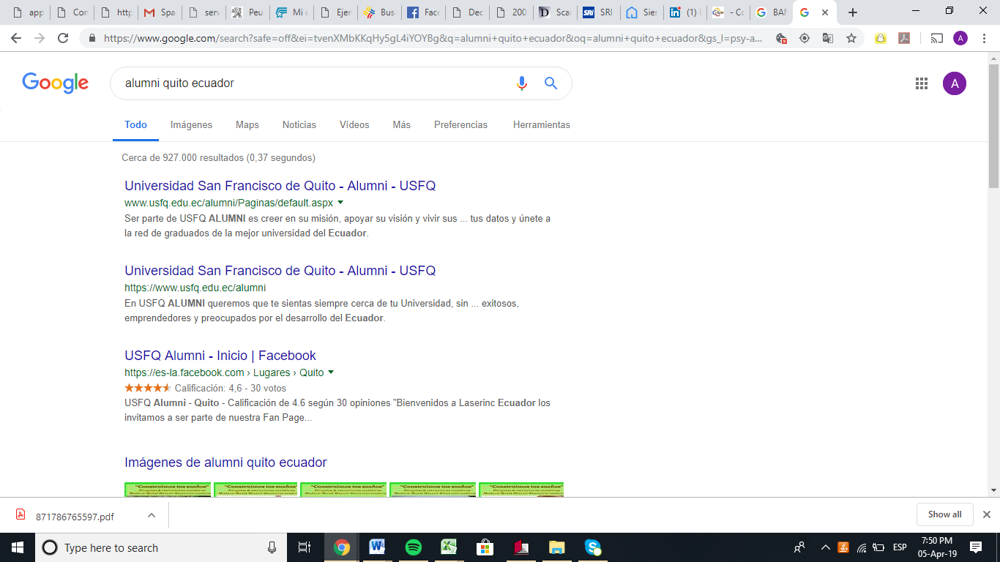 app
Con
http
Spa
serv
Peu
Mi c
Ejer
Bus
Face
Dec
200
Sca
SRi
SRI
Sier
(1)
- Co
BAN
https://www.google.com/search?safe=off&ei=tvenXMbKKqHy5gL4iYOYBg&q=alumni+quito+ecuador&oq=alumni+quito+ecuador&gs_l=psy-a...
A
Google
alumni quito ecuador
A
Todo
Imágenes
Maps
Noticias
Vídeos
Más
Preferencias
Herramientas
Cerca de 927.000 resultados (0,37 segundos)
Universidad San Francisco de Quito - Alumni - USFQ
www.usfq.edu.ec/alumni/Paginas/default.aspx
Ser parte de USFQ ALUMNI es creer en su misión, apoyar su visión y vivir sus ... tus datos y únete a
la red de graduados de la mejor universidad del Ecuador.
Universidad San Francisco de Quito - Alumni - USFQ
https://www.usfq.edu.ec/alumni
En USFQ ALUMNI queremos que te sientas siempre cerca de tu Universidad, sin ... exitosos,
emprendedores y preocupados por el desarrollo del Ecuador.
USFQ Alumni - Inicio | Facebook
https://es-la.facebook.com › Lugares › Quito
Calificación: 4,6 - 30 votos
USFQ Alumni - Quito - Calificación de 4.6 según 30 opiniones "Bienvenidos a Laserinc Ecuador los
invitamos a ser parte de nuestra Fan Page...
Imágenes de alumni quito ecuador
"Construimos tus sueños"
"Construimos tus sueños"
"Construimos tus sueños"
"Construimos tus sueños"
"Construimos tus sueños"
871786765597.pdf
Show all
Type here to search
ESP
7:50 PM
05-Apr-19